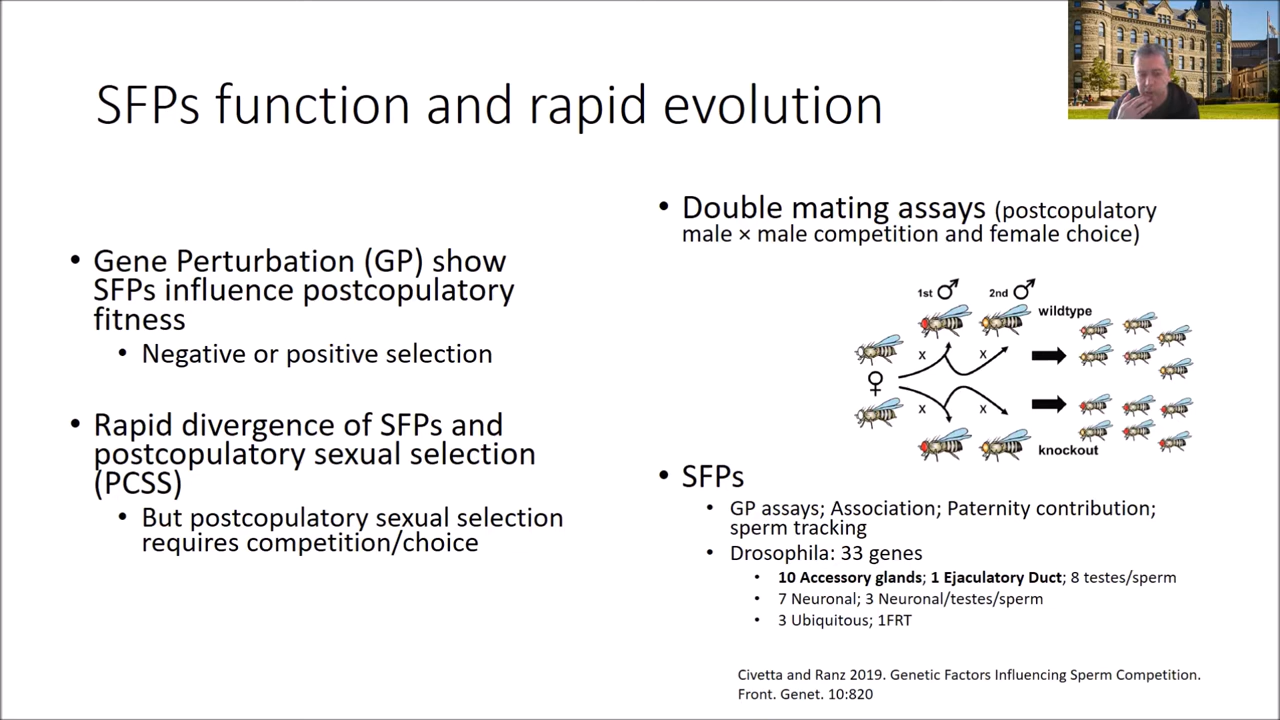 SFPs function and rapid evolution
• Gene Perturbation (GP) show
SFPs influence postcopulatory
fitness
• Negative or positive selection
• Rapid divergence of SFPs and
postcopulatory sexual selection
(PCSS)
• But postcopulatory sexual selection
requires competition/choice
• Double mating assays (postcopulatory
male × male competition and female choice)
1st ♂ 2nd ♂
wildtype
x x
♀
x x
knockout
• SFPs
• GP assays; Association; Paternity contribution;
sperm tracking
• Drosophila: 33 genes
• 10 Accessory glands; 1 Ejaculatory Duct; 8 testes/sperm
• 7 Neuronal; 3 Neuronal/testes/sperm
• 3 Ubiquitous; 1FRT
Civetta and Ranz 2019. Genetic Factors Influencing Sperm Competition.
Front. Genet. 10:820